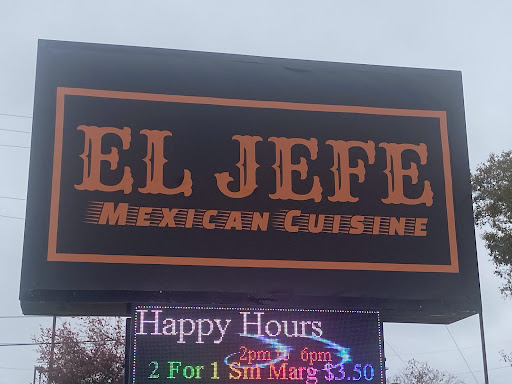 EL JEFE
MEXICAN CUISINE
Happy Hours
2pm to 6pm
2 For 1 Sm Marg $3.50